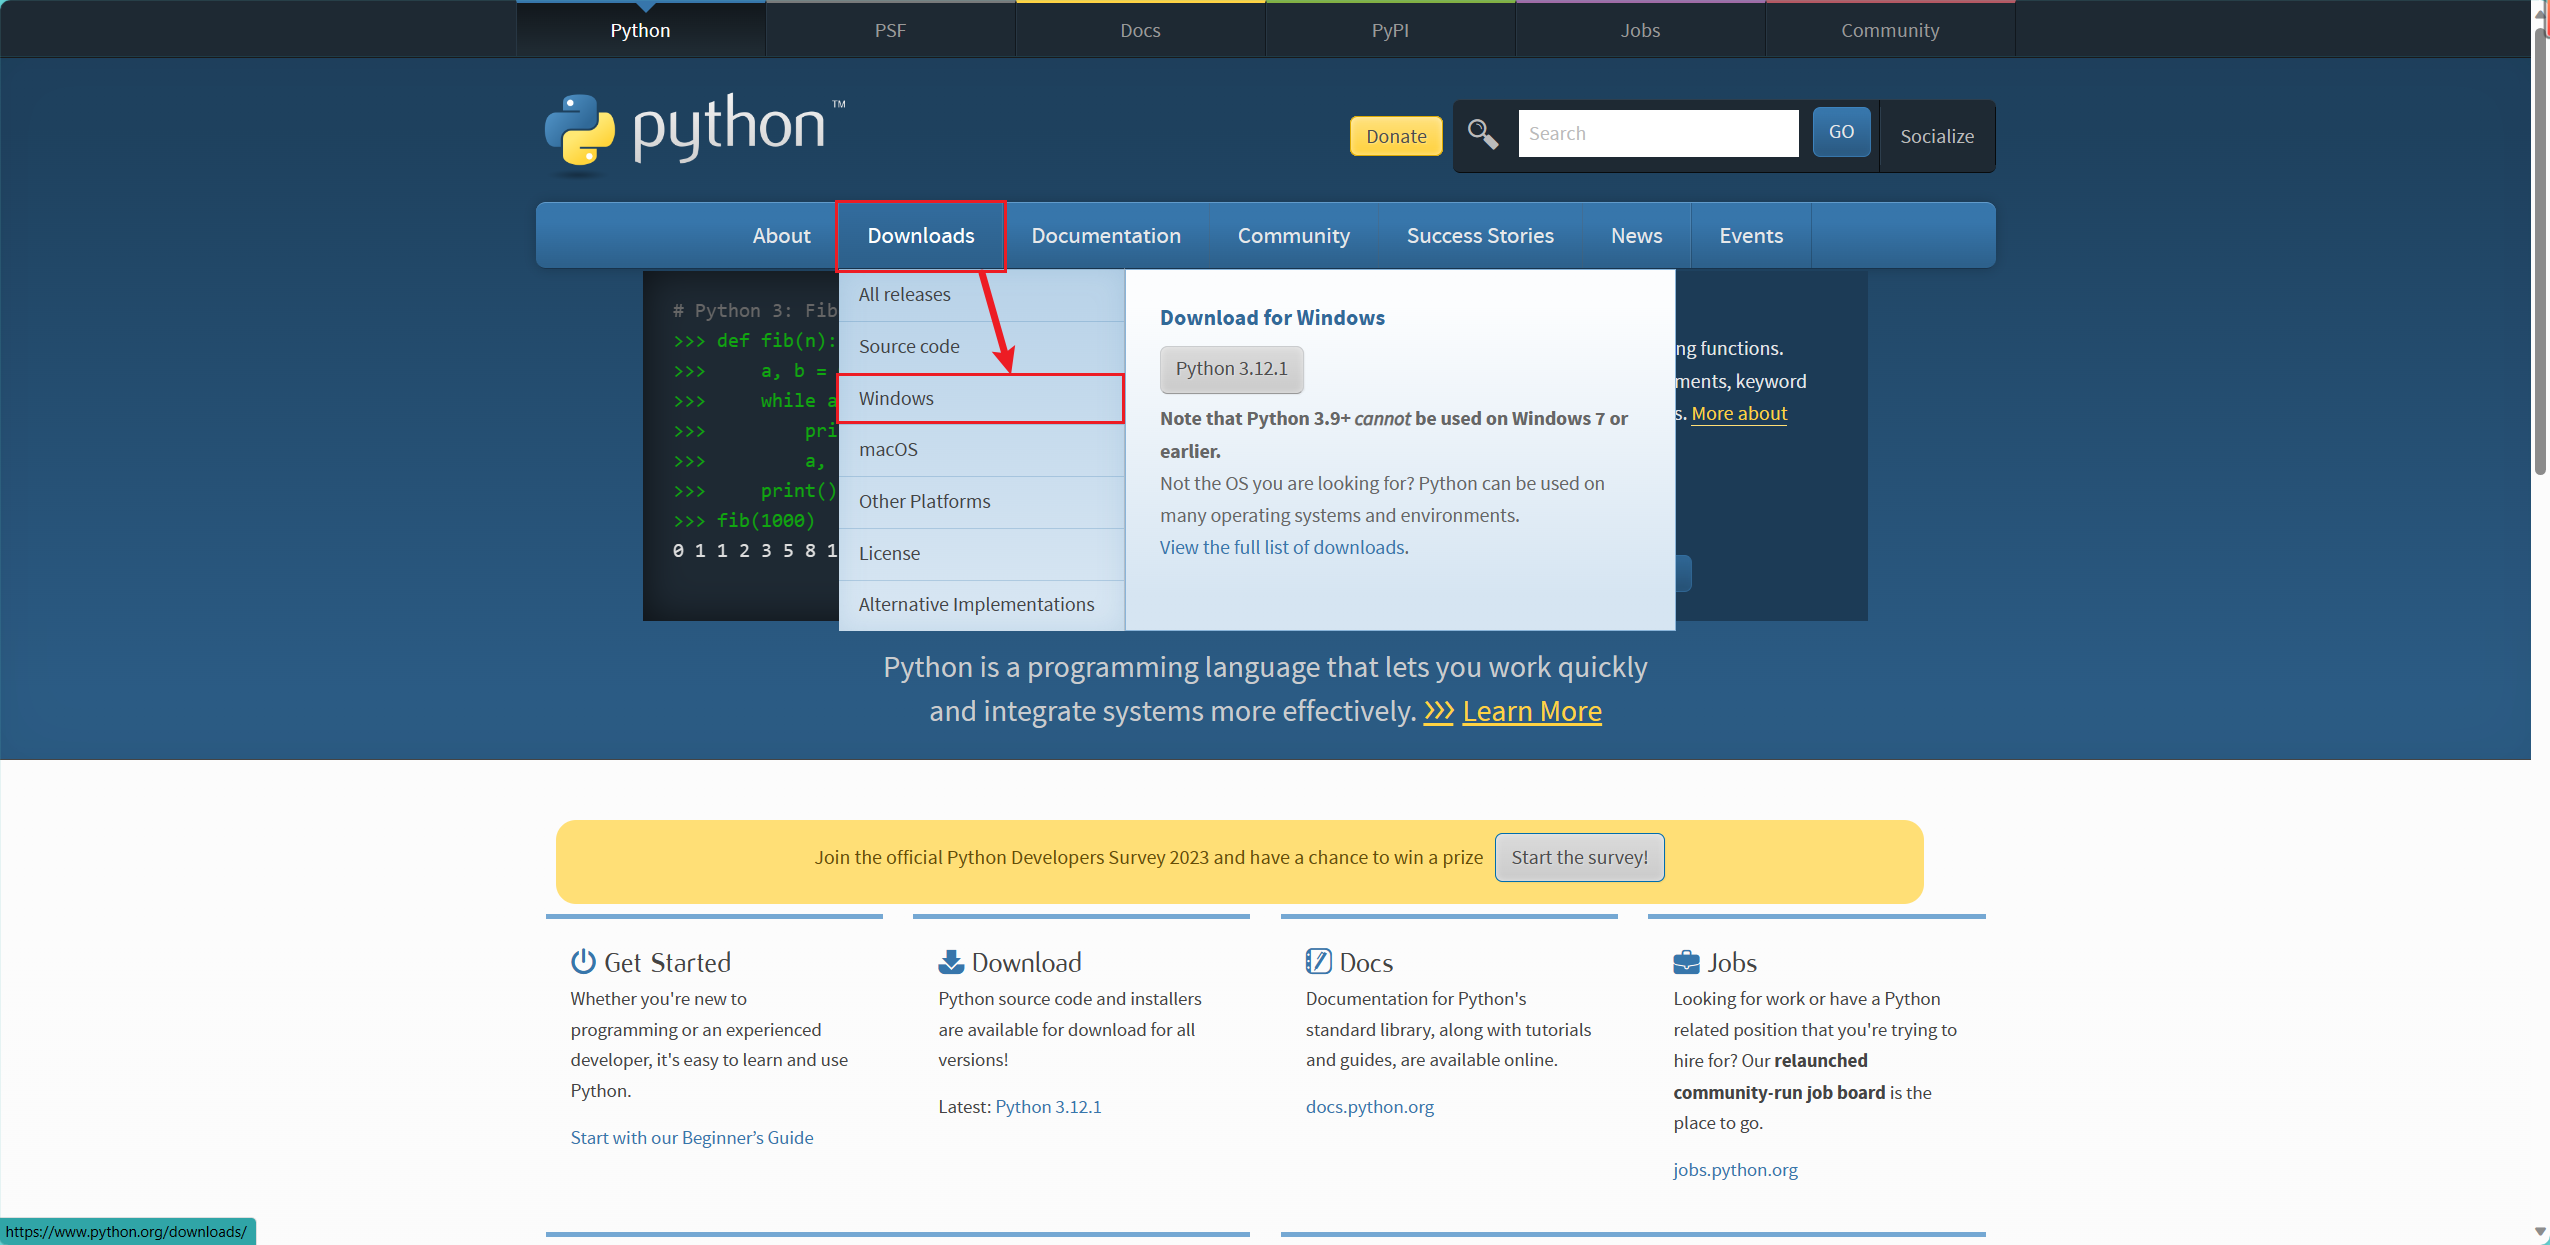 Python
PSF
Docs
PyPI
Jobs
Community
python™
Donate
Search
GO
Socialize
About
Downloads
Documentation
Community
Success Stories
News
Events
# Python 3: Fib
>>> def fib(n):
>>>     a, b =
>>>     while a
>>>         pri
>>>         a,
>>>     print()
>>> fib(1000)
0 1 1 2 3 5 8 1
All releases
Source code
Windows
macOS
Other Platforms
License
Alternative Implementations
Download for Windows
Python 3.12.1
Note that Python 3.9+ cannot be used on Windows 7 or
earlier.
Not the OS you are looking for? Python can be used on
many operating systems and environments.
View the full list of downloads.
ng functions.
ments, keyword
s. More about
Python is a programming language that lets you work quickly
and integrate systems more effectively. >>> Learn More
Join the official Python Developers Survey 2023 and have a chance to win a prize
Start the survey!
Get Started
Whether you're new to
programming or an experienced
developer, it's easy to learn and use
Python.
Start with our Beginner’s Guide
Download
Python source code and installers
are available for download for all
versions!
Latest: Python 3.12.1
Docs
Documentation for Python's
standard library, along with tutorials
and guides, are available online.
docs.python.org
Jobs
Looking for work or have a Python
related position that you're trying to
hire for? Our relaunched
community-run job board is the
place to go.
jobs.python.org
https://www.python.org/downloads/